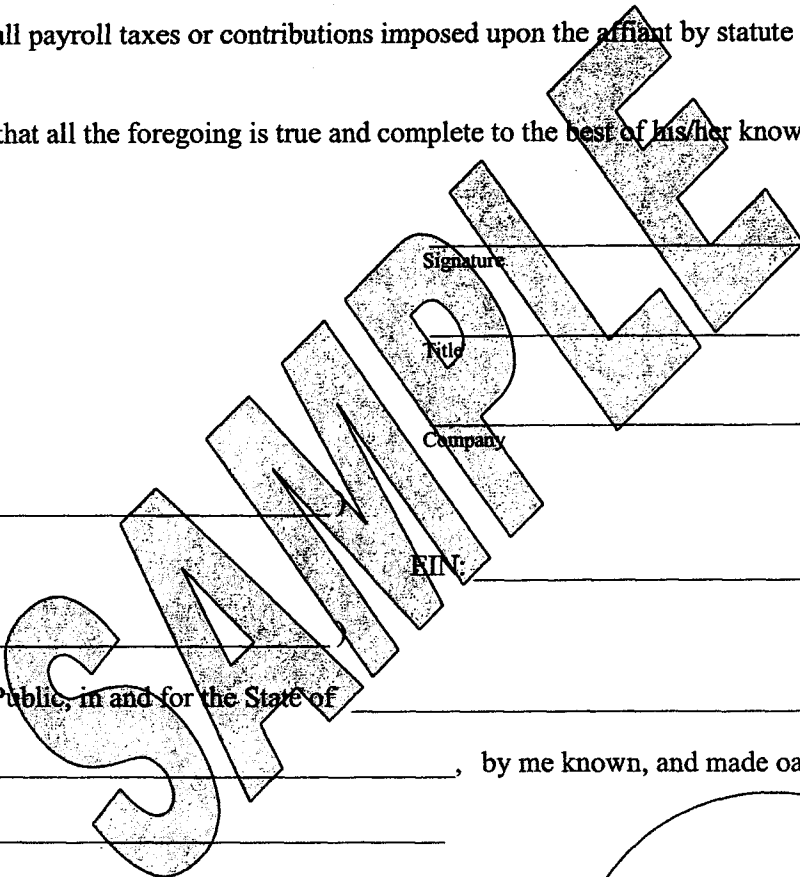 all payroll taxes or contributions imposed upon the affiant by statute
that all the foregoing is true and complete to the best of his/her know
Signature
Title
Company
)
EIN:
)
Public, in and for the State of
, by me known, and made oa
SAMPLE